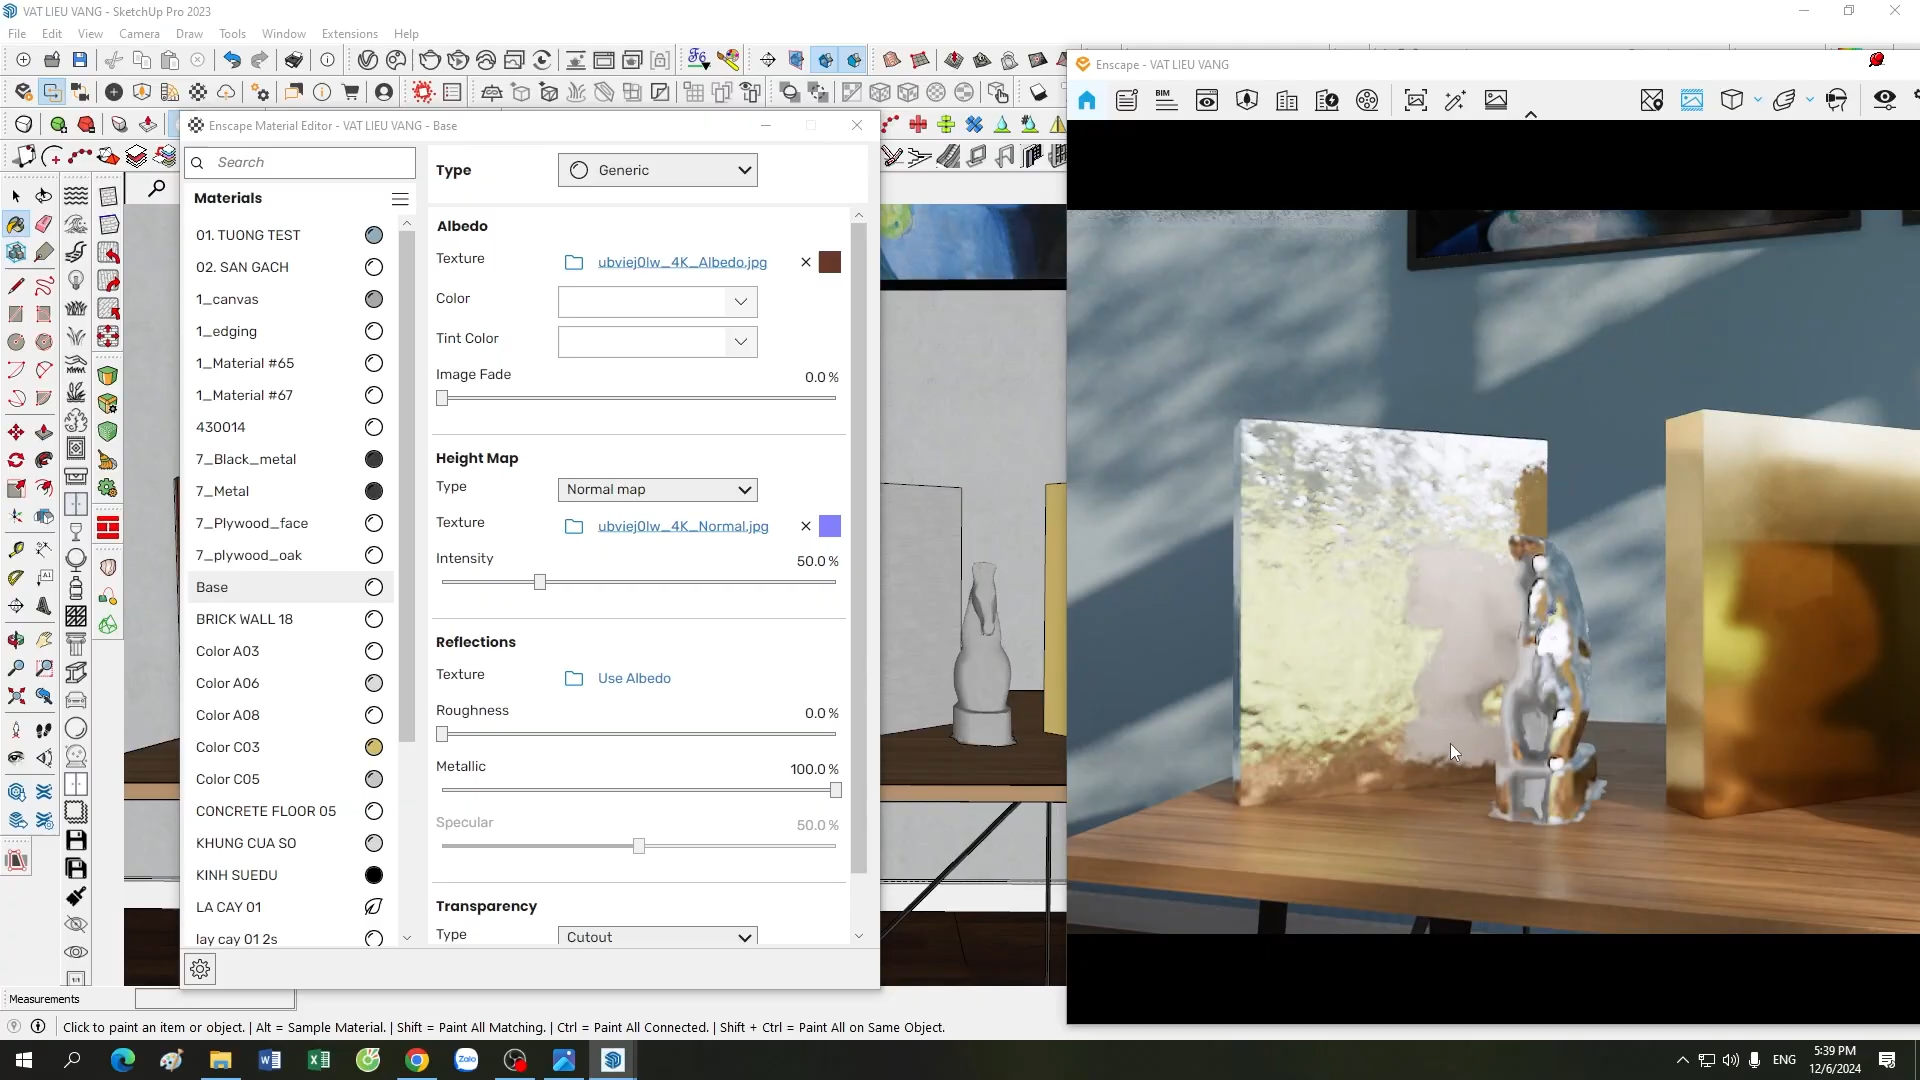 VAT LIEU VANG - SketchUp Pro 2023
File Edit View Camera Draw Tools Window Extensions Help
Enscape - VAT LIEU VANG
BIM
Enscape Material Editor - VAT LIEU VANG - Base
Search
Materials
01. TUONG TEST
02. SAN GACH
1_canvas
1_edging
1_Material #65
1_Material #67
430014
7_Black_metal
7_Metal
7_Plywood_face
7_plywood_oak
Base
BRICK WALL 18
Color A03
Color A06
Color A08
Color C03
Color C05
CONCRETE FLOOR 05
KHUNG CUA SO
KINH SUEDU
LA CAY 01
lay cay 01 2s
Type Generic
Albedo
Texture ubviej0lw_4K_Albedo.jpg
Color
Tint Color
Image Fade 0.0 %
Height Map
Type Normal map
Texture ubviej0lw_4K_Normal.jpg
Intensity 50.0 %
Reflections
Texture Use Albedo
Roughness 0.0 %
Metallic 100.0 %
Specular 50.0 %
Transparency
Type Cutout
Measurements
Click to paint an item or object. | Alt = Sample Material. | Shift = Paint All Matching. | Ctrl = Paint All Connected. | Shift + Ctrl = Paint All on Same Object.
Zalo
ENG
5:39 PM
12/6/2024